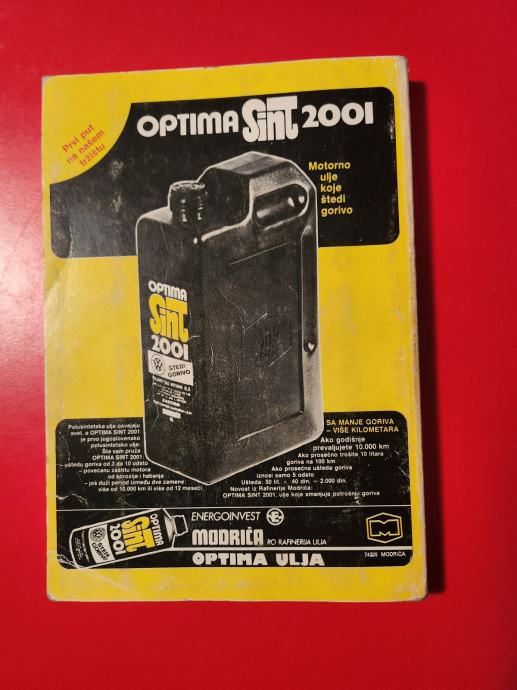 Prvi put
na našem
tržištu
OPTIMA SinT 2001
Motorno
ulje
koje
štedi
gorivo
OPTIMA
SinT
2001
ŠTEDI
GORIVO
Polusintetska ulja osvajaju
svet, a OPTIMA SINT 2001
je prvo jugoslovensko
polusintetsko ulje.
Šta vam pruža
OPTIMA SINT 2001:
– uštedu goriva od 3 do 10 odsto
– povećanu zaštitu motora
od korozije i habanja
– još duži period između dve zamene:
više od 10.000 km ili više od 12 meseci
SA MANJE GORIVA
– VIŠE KILOMETARA
Ako godišnje
prevaljujete 10.000 km
Ako prosečno trošite 10 litara
goriva na 100 km
Ako prosečna ušteda goriva
iznosi samo 5 odsto
Ušteda: 50 lit. × 40 din. – 2.000 din.
Novost iz Rafinerije Modriča:
OPTIMA SINT 2001, ulje koje smanjuje potrošnju goriva
OPTIMA
SinT
2001
ŠTEDI
GORIVO
ENERGOINVEST
MODRIČA RO RAFINERIJA ULJA
OPTIMA ULJA
74320 MODRIČA